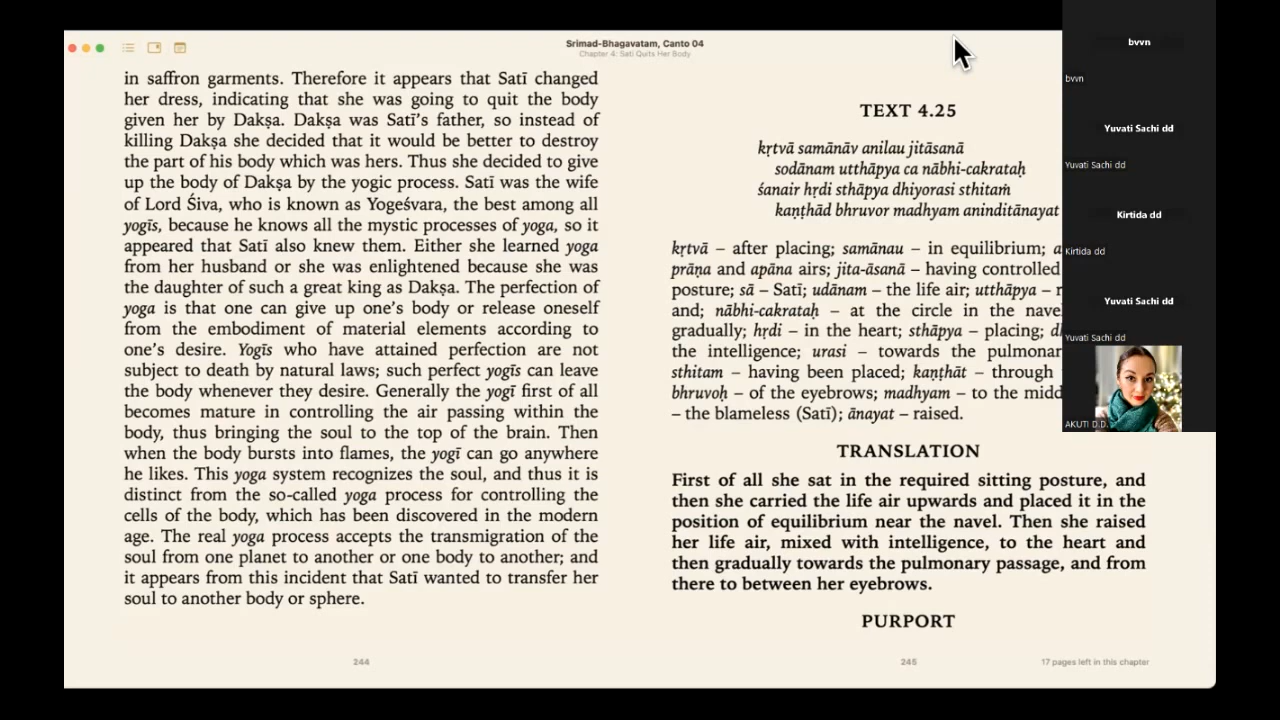 Srimad-Bhagavatam, Canto 04
Chapter 4: Sati Quits Her Body
in saffron garments. Therefore it appears that Satī changed
her dress, indicating that she was going to quit the body
given her by Dakṣa. Dakṣa was Satī’s father, so instead of
killing Dakṣa she decided that it would be better to destroy
the part of his body which was hers. Thus she decided to give
up the body of Dakṣa by the yogic process. Satī was the wife
of Lord Śiva, who is known as Yogeśvara, the best among all
yogīs, because he knows all the mystic processes of yoga, so it
appeared that Satī also knew them. Either she learned yoga
from her husband or she was enlightened because she was
the daughter of such a great king as Dakṣa. The perfection of
yoga is that one can give up one’s body or release oneself
from the embodiment of material elements according to
one’s desire. Yogīs who have attained perfection are not
subject to death by natural laws; such perfect yogīs can leave
the body whenever they desire. Generally the yogī first of all
becomes mature in controlling the air passing within the
body, thus bringing the soul to the top of the brain. Then
when the body bursts into flames, the yogī can go anywhere
he likes. This yoga system recognizes the soul, and thus it is
distinct from the so-called yoga process for controlling the
cells of the body, which has been discovered in the modern
age. The real yoga process accepts the transmigration of the
soul from one planet to another or one body to another; and
it appears from this incident that Satī wanted to transfer her
soul to another body or sphere.
244
TEXT 4.25
kṛtvā samānāv anilau jitāsanā
sodānam utthāpya ca nābhi-cakrataḥ
śanair hṛdi sthāpya dhiyorasi sthitaṁ
kaṇṭhād bhruvor madhyam aninditānayat
kṛtvā – after placing; samānau – in equilibrium;
prāṇa and apāna airs; jita-āsanā – having controlled
posture; sā – Satī; udānam – the life air; utthāpya –
and; nābhi-cakrataḥ – at the circle in the
gradually; hṛdi – in the heart; sthāpya – placing;
the intelligence; urasi – towards the
sthitam – having been placed; kaṇṭhāt – through
bhruvoḥ – of the eyebrows; madhyam – to the
– the blameless (Satī); ānayat – raised.
TRANSLATION
First of all she sat in the required sitting posture, and
then she carried the life air upwards and placed it in the
position of equilibrium near the navel. Then she raised
her life air, mixed with intelligence, to the heart and
then gradually towards the pulmonary passage, and from
there to between her eyebrows.
PURPORT
245
17 pages left in this chapter
bvvn
bvvn
Yuvati Sachi dd
Yuvati Sachi dd
Kirtida dd
Kirtida dd
Yuvati Sachi dd
Yuvati Sachi dd
AKUTI D.D.